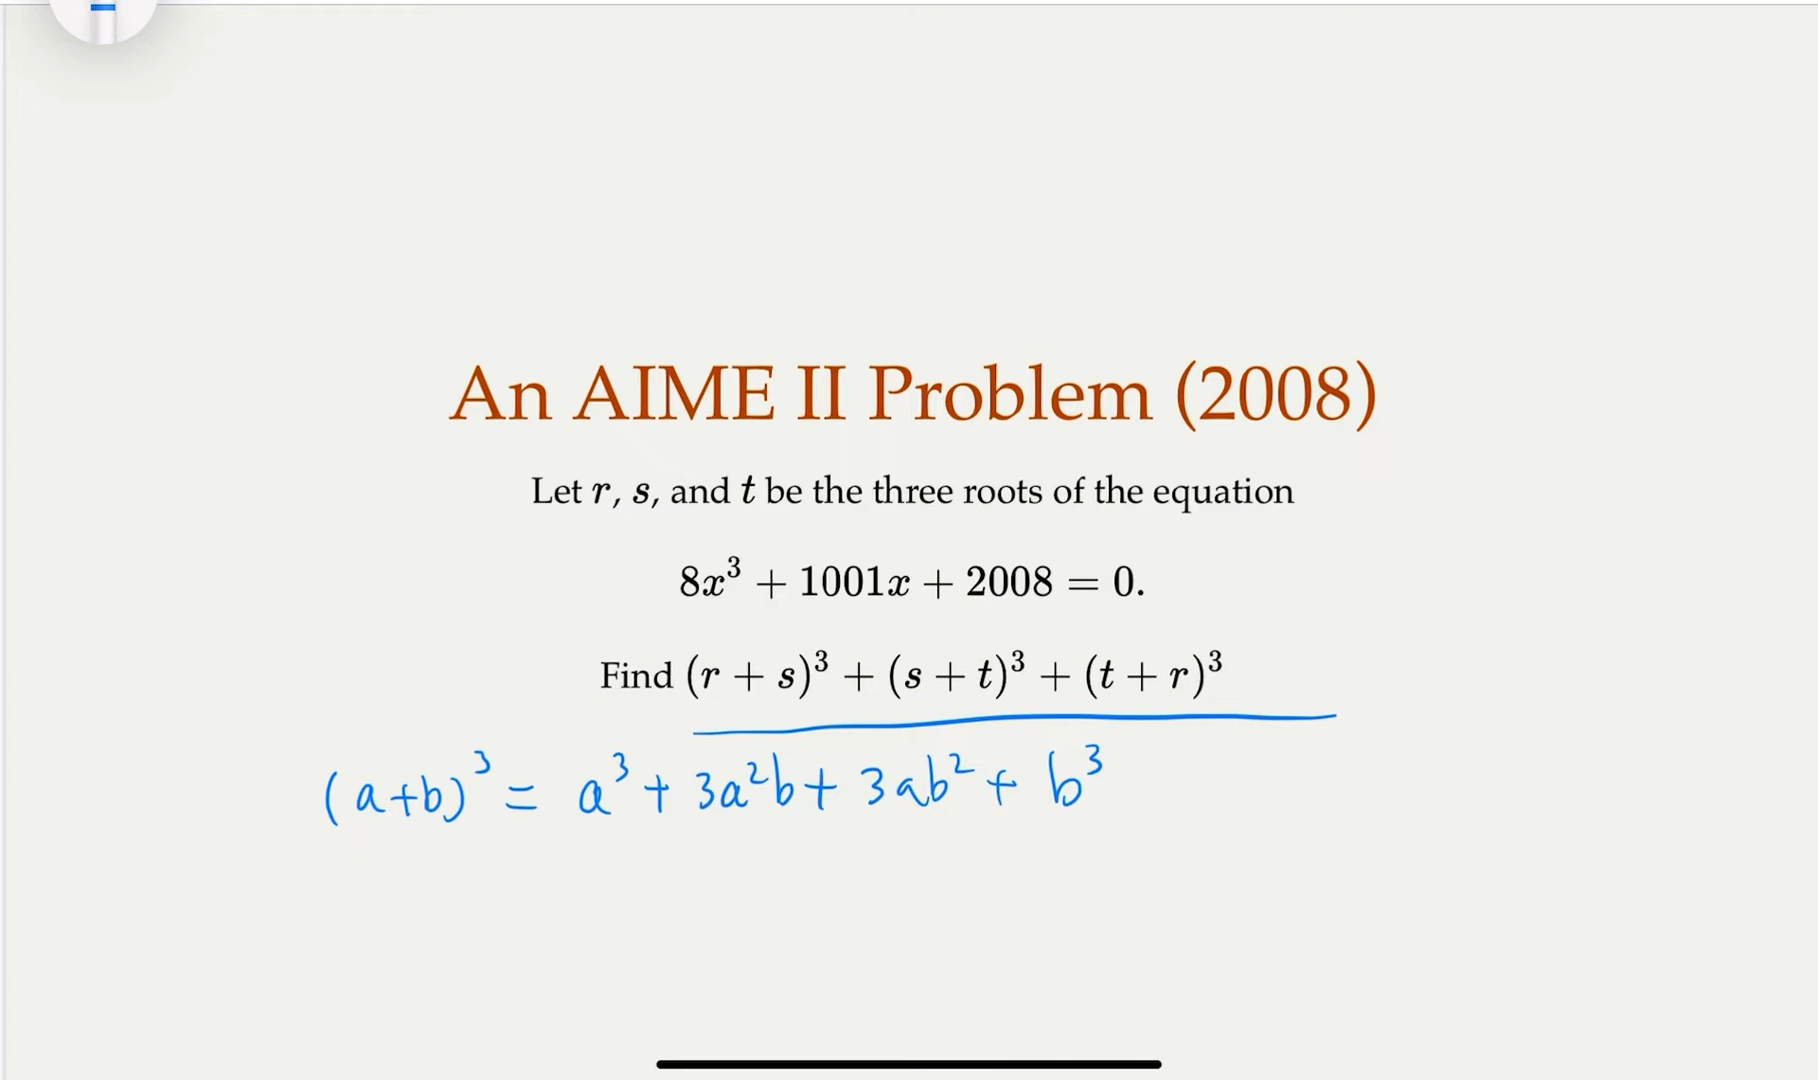 An AIME II Problem (2008)
Let r, s, and t be the three roots of the equation
8x³ + 1001x + 2008 = 0.
Find (r + s)³ + (s + t)³ + (t + r)³
(a+b)³ = a³ + 3a²b + 3ab² + b³